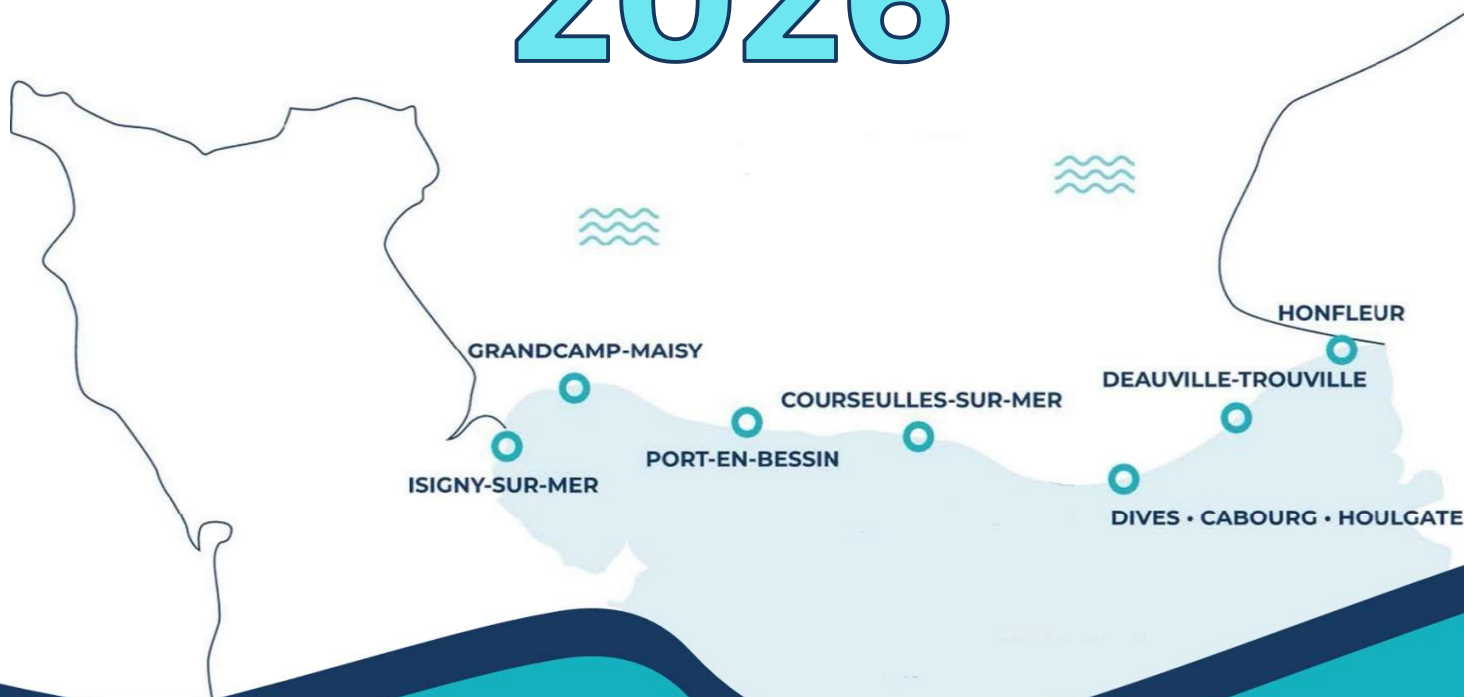 2026
HONFLEUR
GRANDCAMP-MAISY
DEAUVILLE-TROUVILLE
COURSEULLES-SUR-MER
PORT-EN-BESSIN
ISIGNY-SUR-MER
DIVES • CABOURG • HOULGATE